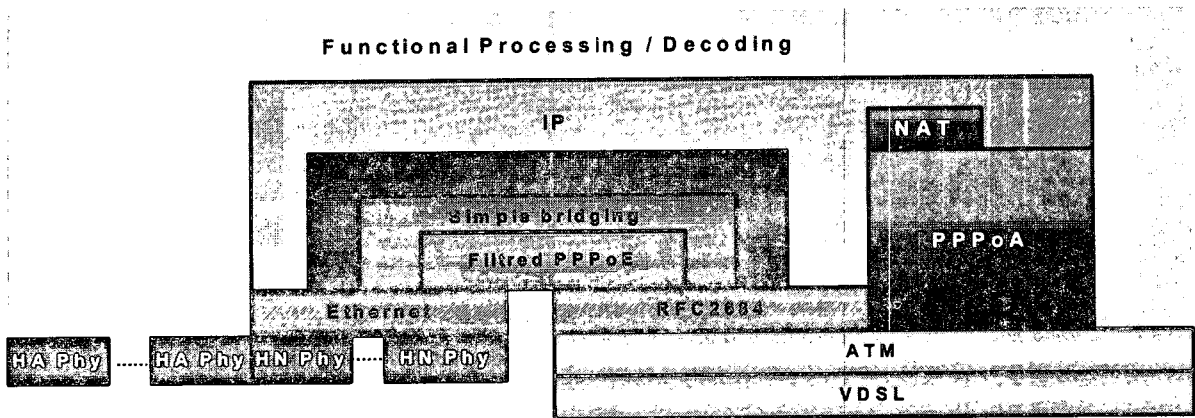 Functional Processing / Decoding
IP
NAT
Simple bridging
PPPoA
Filtred PPPoE
Ethernet
RFC2684
HA Phy
HA Phy
HN Phy
HN Phy
ATM
VDSL